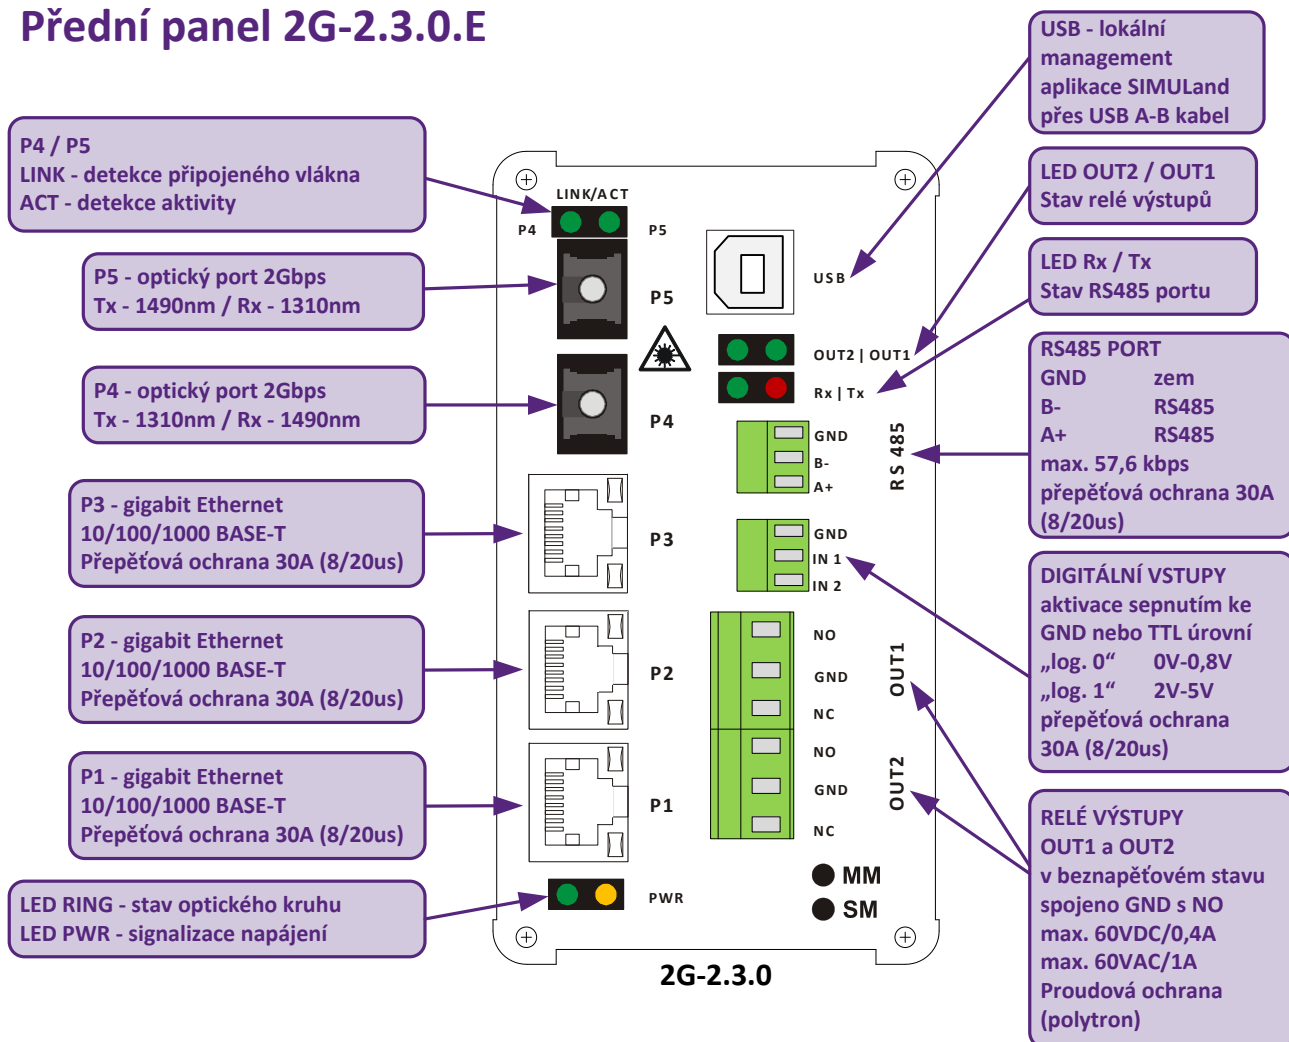 Přední panel 2G-2.3.0.E
P4 / P5
LINK - detekce připojeného vlákna
ACT - detekce aktivity
P5 - optický port 2Gbps
Tx - 1490nm / Rx - 1310nm
P4 - optický port 2Gbps
Tx - 1310nm / Rx - 1490nm
P3 - gigabit Ethernet
10/100/1000 BASE-T
Přepěťová ochrana 30A (8/20us)
P2 - gigabit Ethernet
10/100/1000 BASE-T
Přepěťová ochrana 30A (8/20us)
P1 - gigabit Ethernet
10/100/1000 BASE-T
Přepěťová ochrana 30A (8/20us)
LED RING - stav optického kruhu
LED PWR - signalizace napájení
LINK/ACT
P4
P5
P5
P4
P3
P2
P1
PWR
USB
OUT2 | OUT1
Rx | Tx
GND
B-
A+
RS 485
GND
IN 1
IN 2
NO
GND
NC
OUT1
NO
GND
NC
OUT2
MM
SM
2G-2.3.0
USB - lokální
management
aplikace SIMULand
přes USB A-B kabel
LED OUT2 / OUT1
Stav relé výstupů
LED Rx / Tx
Stav RS485 portu
RS485 PORT
GND zem
B- RS485
A+ RS485
max. 57,6 kbps
přepěťová ochrana 30A
(8/20us)
DIGITÁLNÍ VSTUPY
aktivace sepnutím ke
GND nebo TTL úrovní
„log. 0“ 0V-0,8V
„log. 1“ 2V-5V
přepěťová ochrana
30A (8/20us)
RELÉ VÝSTUPY
OUT1 a OUT2
v beznapěťovém stavu
spojeno GND s NO
max. 60VDC/0,4A
max. 60VAC/1A
Proudová ochrana
(polytron)